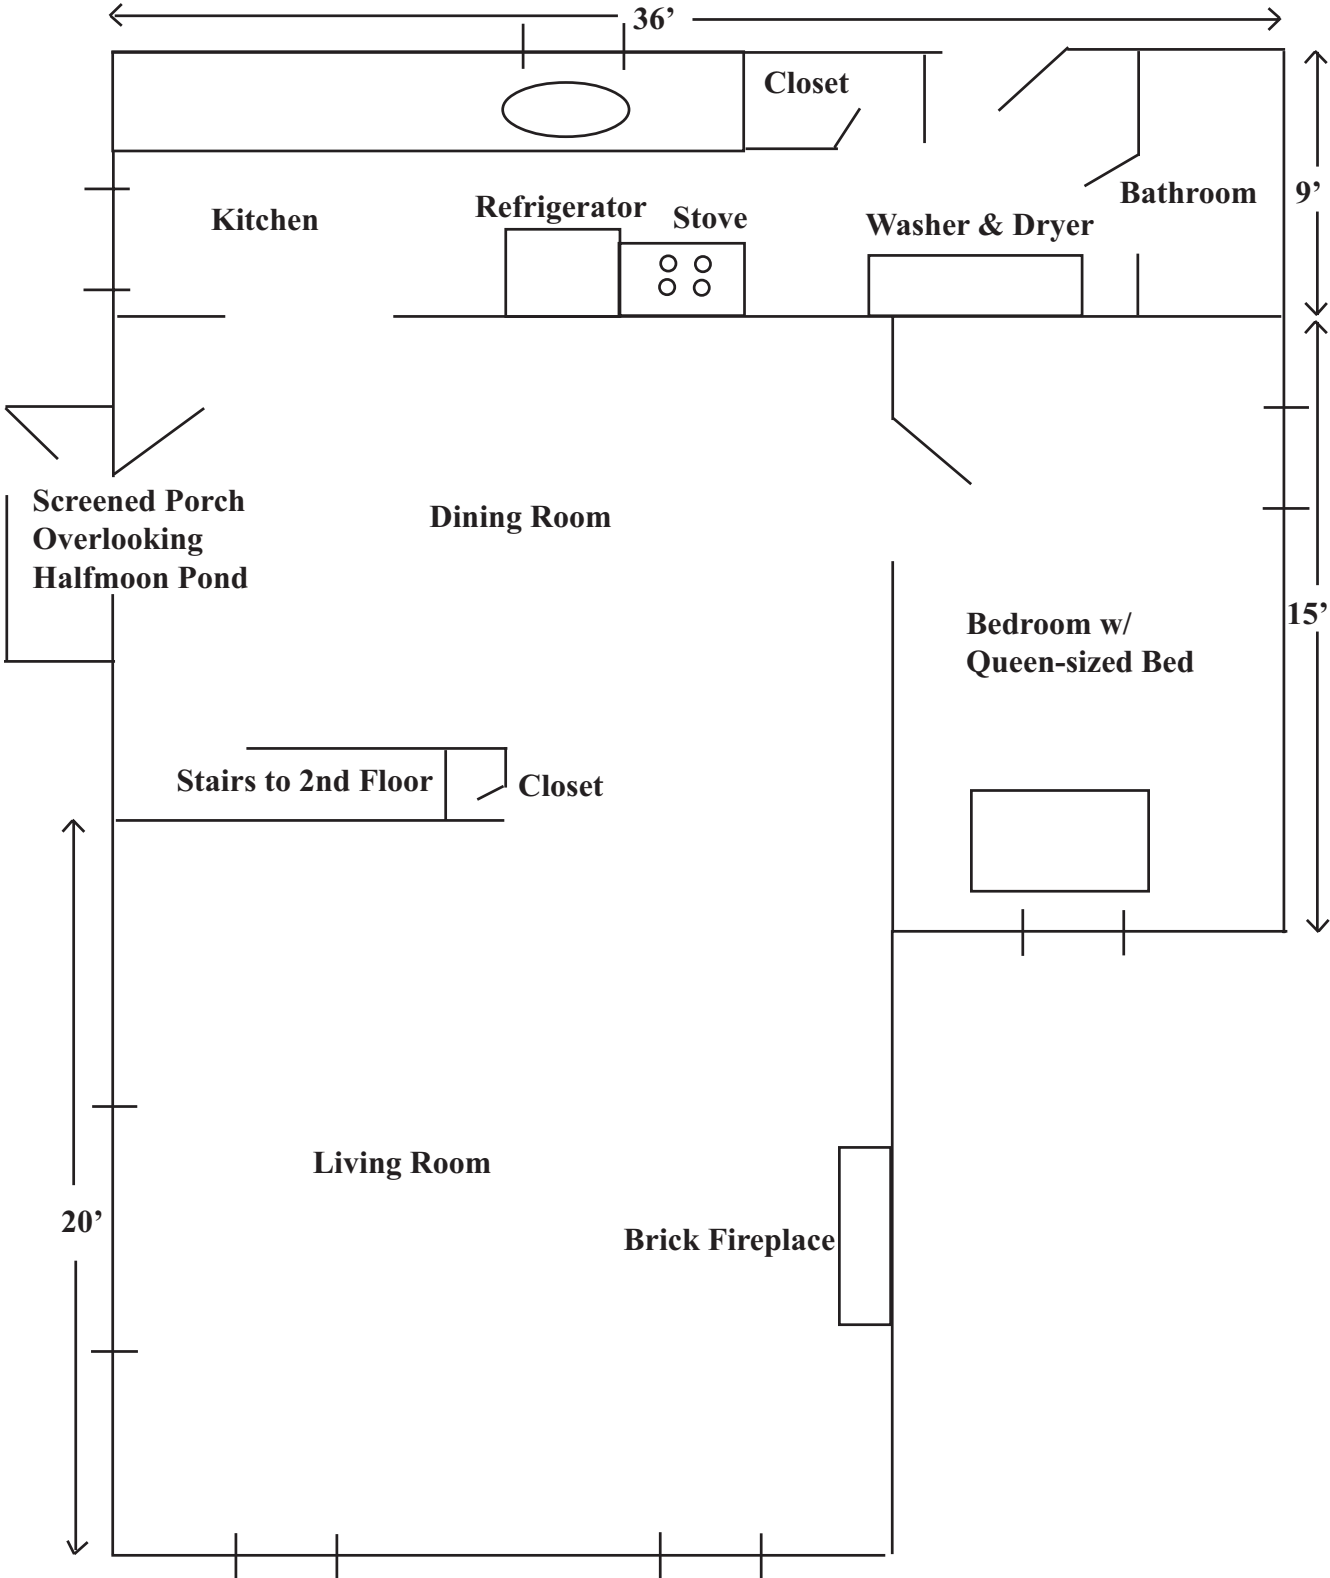 36’
Closet
Kitchen
Refrigerator
Stove
Washer & Dryer
Bathroom
9’
Screened Porch
Overlooking
Halfmoon Pond
Dining Room
Bedroom w/
Queen-sized Bed
15’
Stairs to 2nd Floor
Closet
Living Room
20’
Brick Fireplace